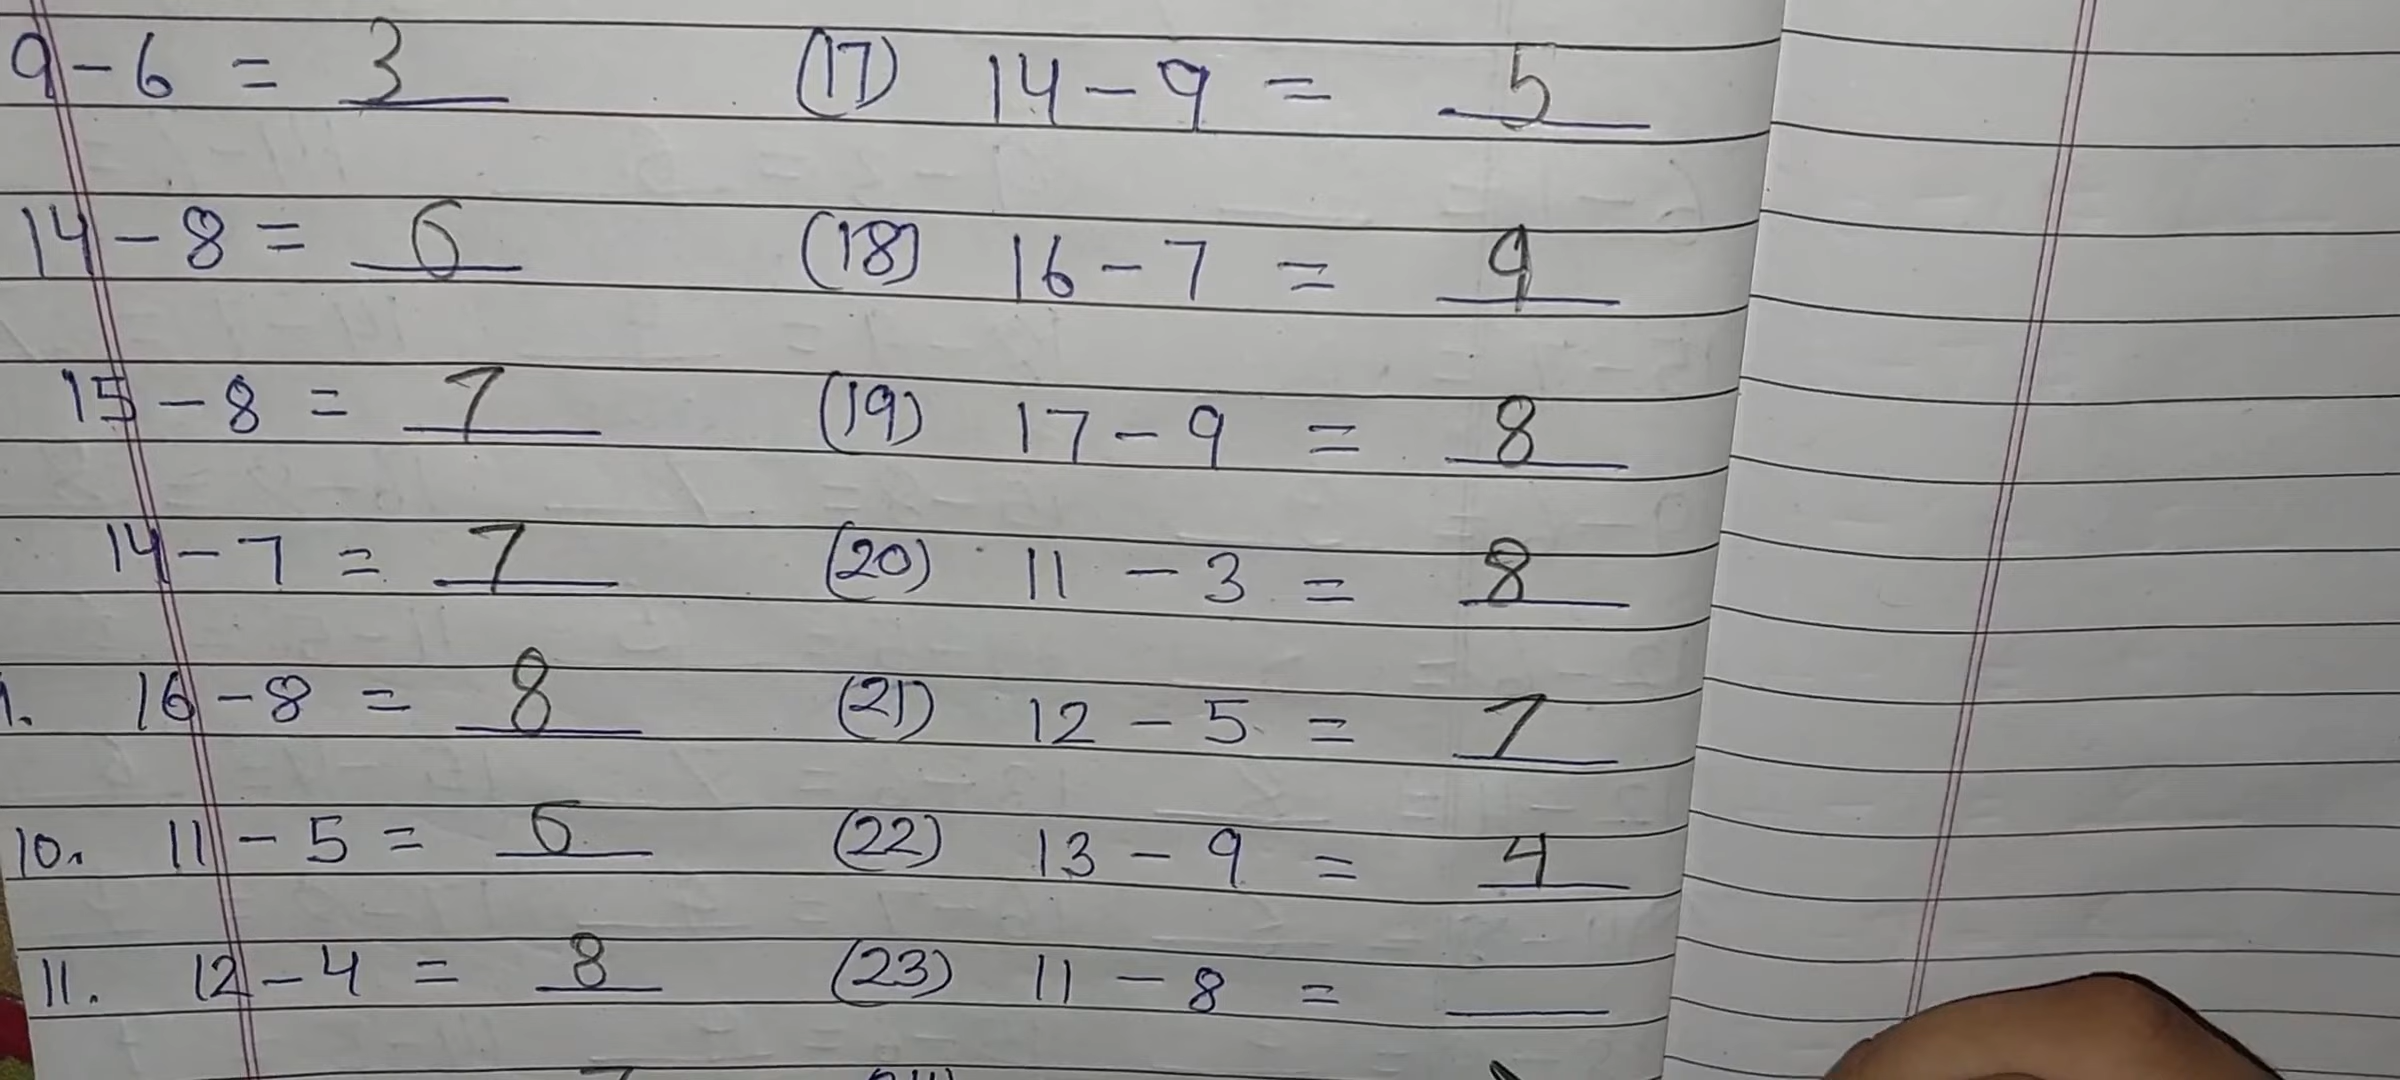 9 - 6 = 3 (17) 14 - 9 = 5
14 - 8 = 6 (18) 16 - 7 = 9
15 - 8 = 7 (19) 17 - 9 = 8
14 - 7 = 7 (20) 11 - 3 = 8
16 - 8 = 8 (21) 12 - 5 = 7
10. 11 - 5 = 6 (22) 13 - 9 = 4
11. 12 - 4 = 8 (23) 11 - 8 =